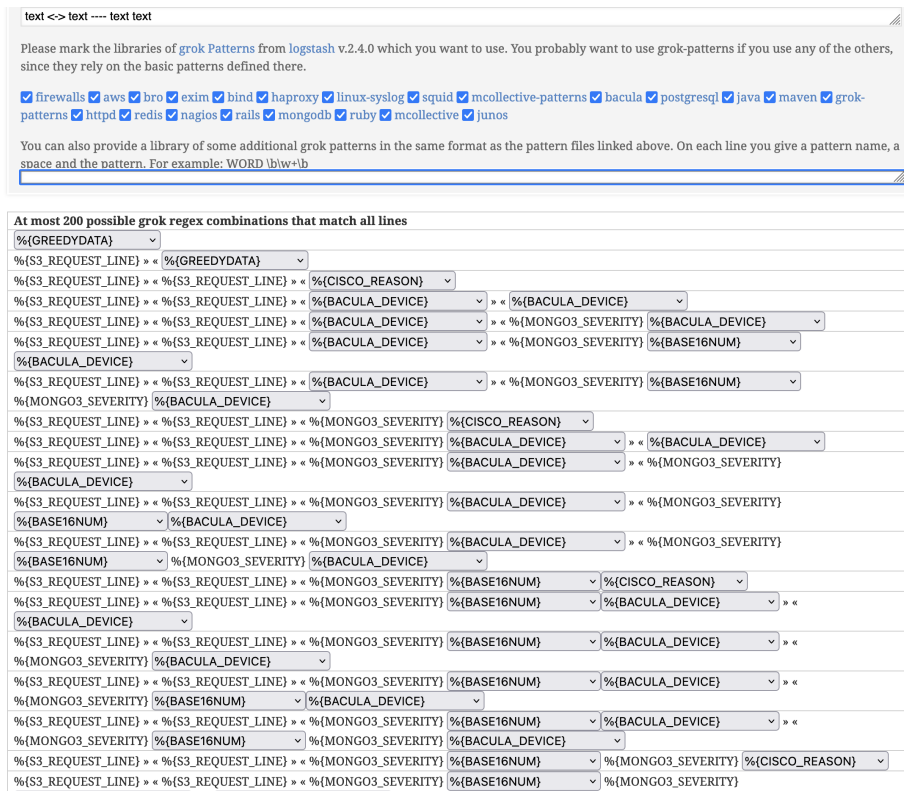 text <-> text ---- text text
Please mark the libraries of grok Patterns from logstash v.2.4.0 which you want to use. You probably want to use grok-patterns if you use any of the others,
since they rely on the basic patterns defined there.
firewalls aws bro exim bind haproxy linux-syslog squid mcollective-patterns bacula postgresql java maven grok-
patterns httpd redis nagios rails mongodb ruby mcollective junos
You can also provide a library of some additional grok patterns in the same format as the pattern files linked above. On each line you give a pattern name, a
space and the pattern. For example: WORD \b\w+\b
At most 200 possible grok regex combinations that match all lines
%{GREEDYDATA}
%{S3_REQUEST_LINE} » « %{GREEDYDATA}
%{S3_REQUEST_LINE} » « %{S3_REQUEST_LINE} » « %{CISCO_REASON}
%{S3_REQUEST_LINE} » « %{S3_REQUEST_LINE} » « %{BACULA_DEVICE} » « %{BACULA_DEVICE}
%{S3_REQUEST_LINE} » « %{S3_REQUEST_LINE} » « %{BACULA_DEVICE} » « %{MONGO3_SEVERITY} %{BACULA_DEVICE}
%{S3_REQUEST_LINE} » « %{S3_REQUEST_LINE} » « %{BACULA_DEVICE} » « %{MONGO3_SEVERITY} %{BASE16NUM}
%{BACULA_DEVICE}
%{S3_REQUEST_LINE} » « %{S3_REQUEST_LINE} » « %{BACULA_DEVICE} » « %{MONGO3_SEVERITY} %{BASE16NUM}
%{MONGO3_SEVERITY} %{BACULA_DEVICE}
%{S3_REQUEST_LINE} » « %{S3_REQUEST_LINE} » « %{MONGO3_SEVERITY} %{CISCO_REASON}
%{S3_REQUEST_LINE} » « %{S3_REQUEST_LINE} » « %{MONGO3_SEVERITY} %{BACULA_DEVICE} » « %{BACULA_DEVICE}
%{S3_REQUEST_LINE} » « %{S3_REQUEST_LINE} » « %{MONGO3_SEVERITY} %{BACULA_DEVICE} » « %{MONGO3_SEVERITY}
%{BACULA_DEVICE}
%{S3_REQUEST_LINE} » « %{S3_REQUEST_LINE} » « %{MONGO3_SEVERITY} %{BACULA_DEVICE} » « %{MONGO3_SEVERITY}
%{BASE16NUM} %{BACULA_DEVICE}
%{S3_REQUEST_LINE} » « %{S3_REQUEST_LINE} » « %{MONGO3_SEVERITY} %{BACULA_DEVICE} » « %{MONGO3_SEVERITY}
%{BASE16NUM} %{MONGO3_SEVERITY} %{BACULA_DEVICE}
%{S3_REQUEST_LINE} » « %{S3_REQUEST_LINE} » « %{MONGO3_SEVERITY} %{BASE16NUM} %{CISCO_REASON}
%{S3_REQUEST_LINE} » « %{S3_REQUEST_LINE} » « %{MONGO3_SEVERITY} %{BASE16NUM} %{BACULA_DEVICE} » «
%{BACULA_DEVICE}
%{S3_REQUEST_LINE} » « %{S3_REQUEST_LINE} » « %{MONGO3_SEVERITY} %{BASE16NUM} %{BACULA_DEVICE} » «
%{MONGO3_SEVERITY} %{BACULA_DEVICE}
%{S3_REQUEST_LINE} » « %{S3_REQUEST_LINE} » « %{MONGO3_SEVERITY} %{BASE16NUM} %{BACULA_DEVICE} » «
%{MONGO3_SEVERITY} %{BASE16NUM} %{BACULA_DEVICE}
%{S3_REQUEST_LINE} » « %{S3_REQUEST_LINE} » « %{MONGO3_SEVERITY} %{BASE16NUM} %{BACULA_DEVICE} » «
%{MONGO3_SEVERITY} %{BASE16NUM} %{MONGO3_SEVERITY} %{BACULA_DEVICE}
%{S3_REQUEST_LINE} » « %{S3_REQUEST_LINE} » « %{MONGO3_SEVERITY} %{BASE16NUM} %{MONGO3_SEVERITY} %{CISCO_REASON}
%{S3_REQUEST_LINE} » « %{S3_REQUEST_LINE} » « %{MONGO3_SEVERITY} %{BASE16NUM} %{MONGO3_SEVERITY}